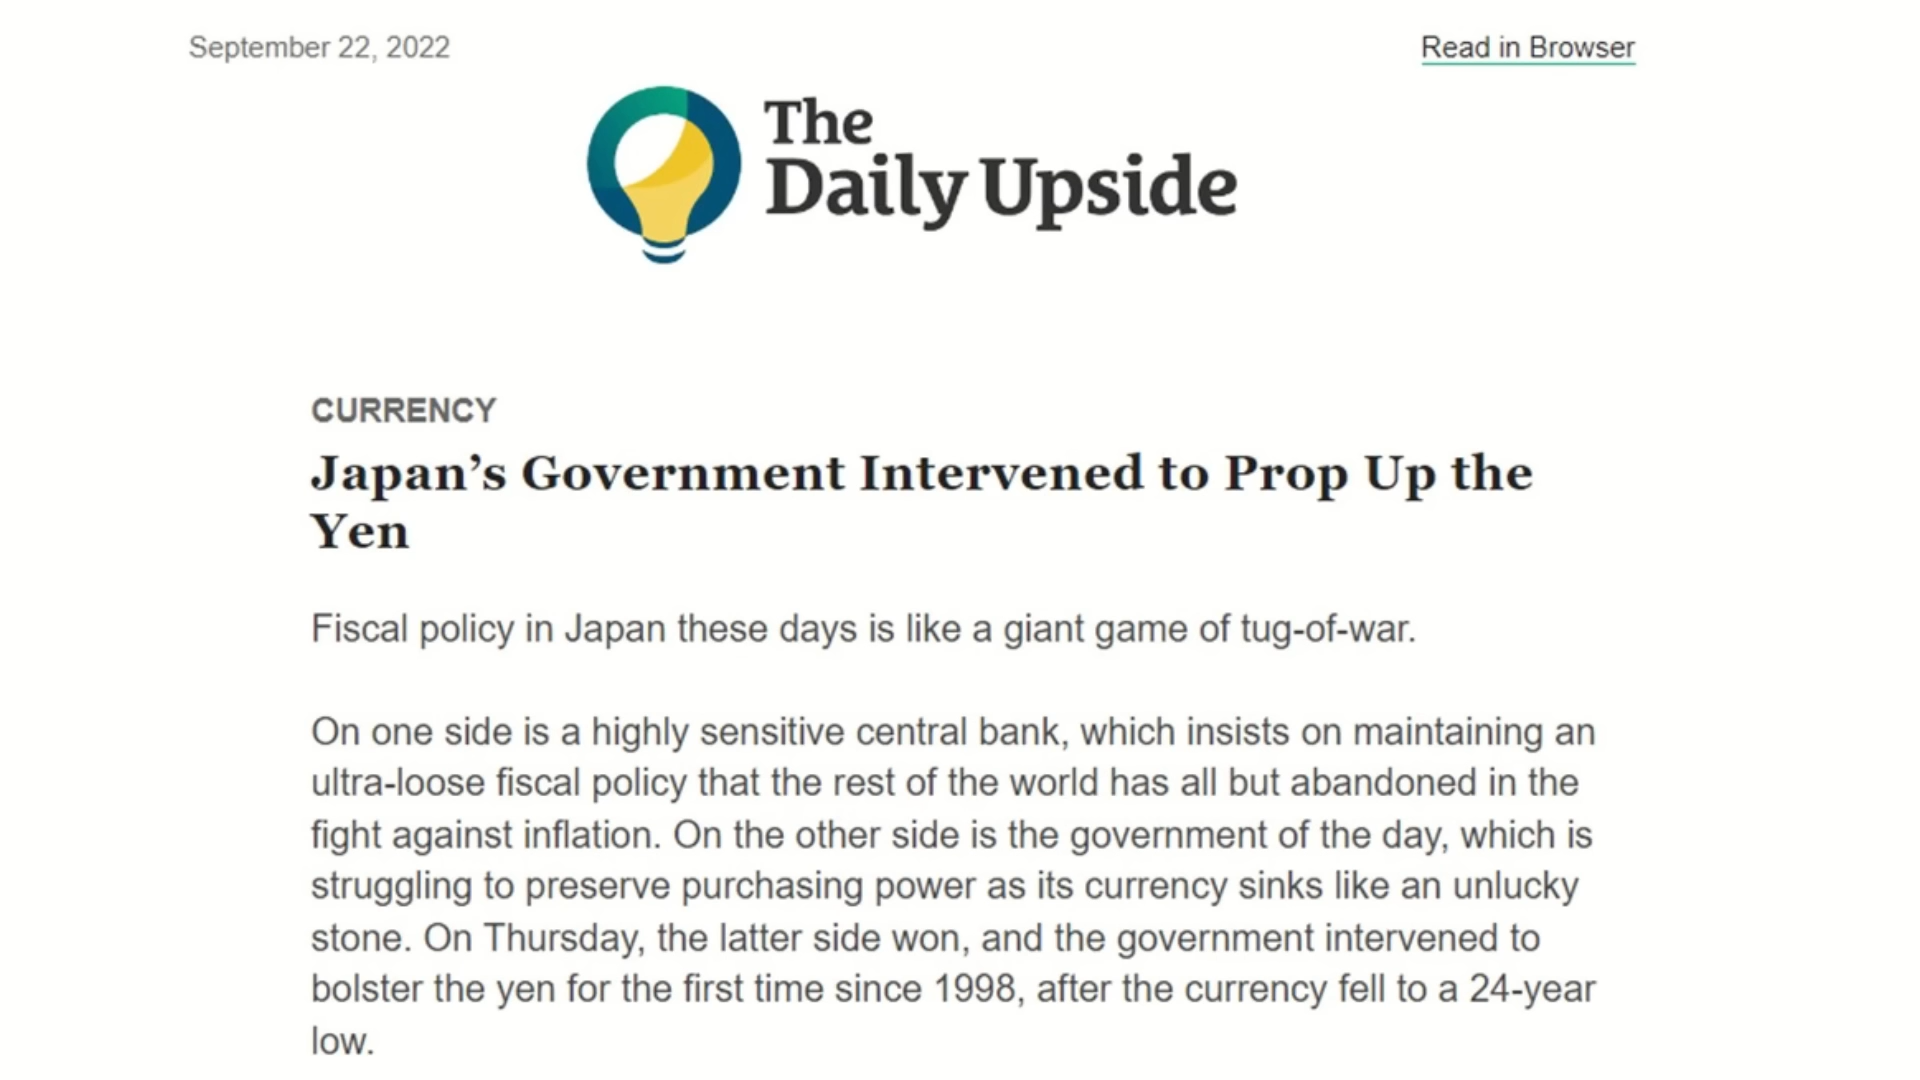 September 22, 2022
Read in Browser
The
Daily Upside
CURRENCY
Japan’s Government Intervened to Prop Up the
Yen
Fiscal policy in Japan these days is like a giant game of tug-of-war.
On one side is a highly sensitive central bank, which insists on maintaining an
ultra-loose fiscal policy that the rest of the world has all but abandoned in the
fight against inflation. On the other side is the government of the day, which is
struggling to preserve purchasing power as its currency sinks like an unlucky
stone. On Thursday, the latter side won, and the government intervened to
bolster the yen for the first time since 1998, after the currency fell to a 24-year
low.